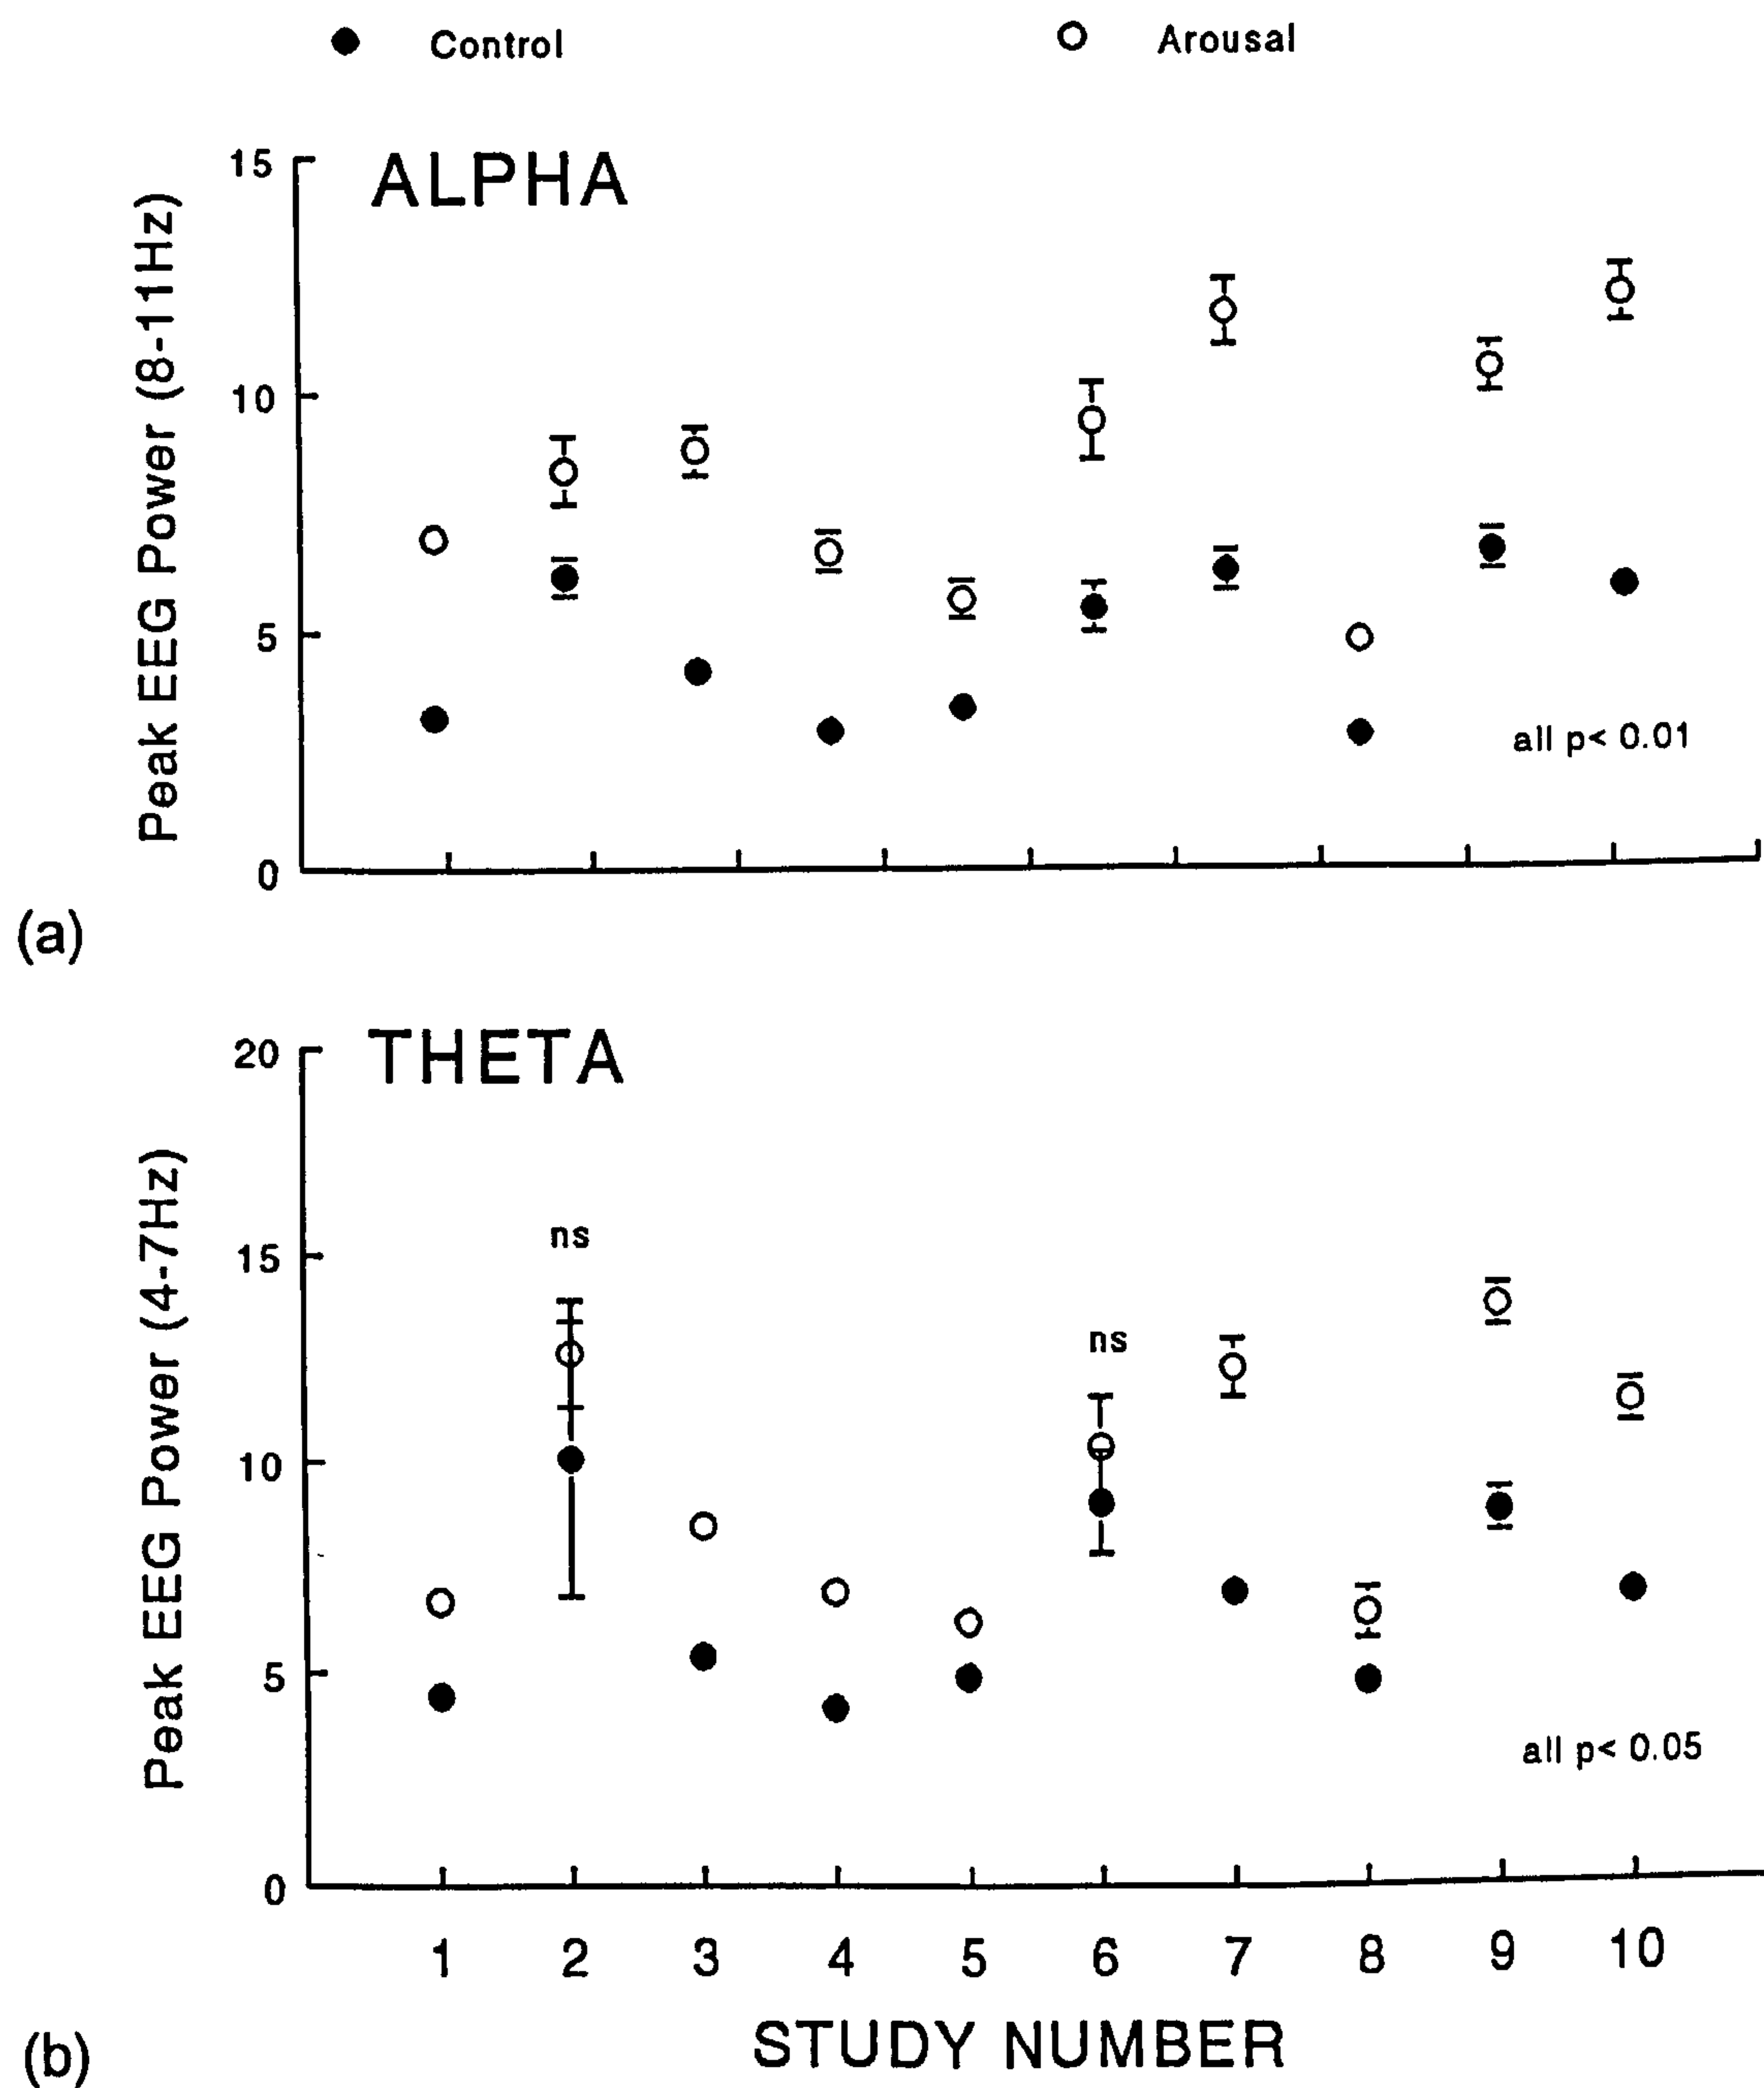 Control
Arousal
ALPHA
Peak EEG Power (8-11Hz)
15
10
5
0
all p< 0.01
(a)
THETA
Peak EEG Power (4-7Hz)
20
15
10
5
0
ns
ns
all p< 0.05
1 2 3 4 5 6 7 8 9 10
STUDY NUMBER
(b)